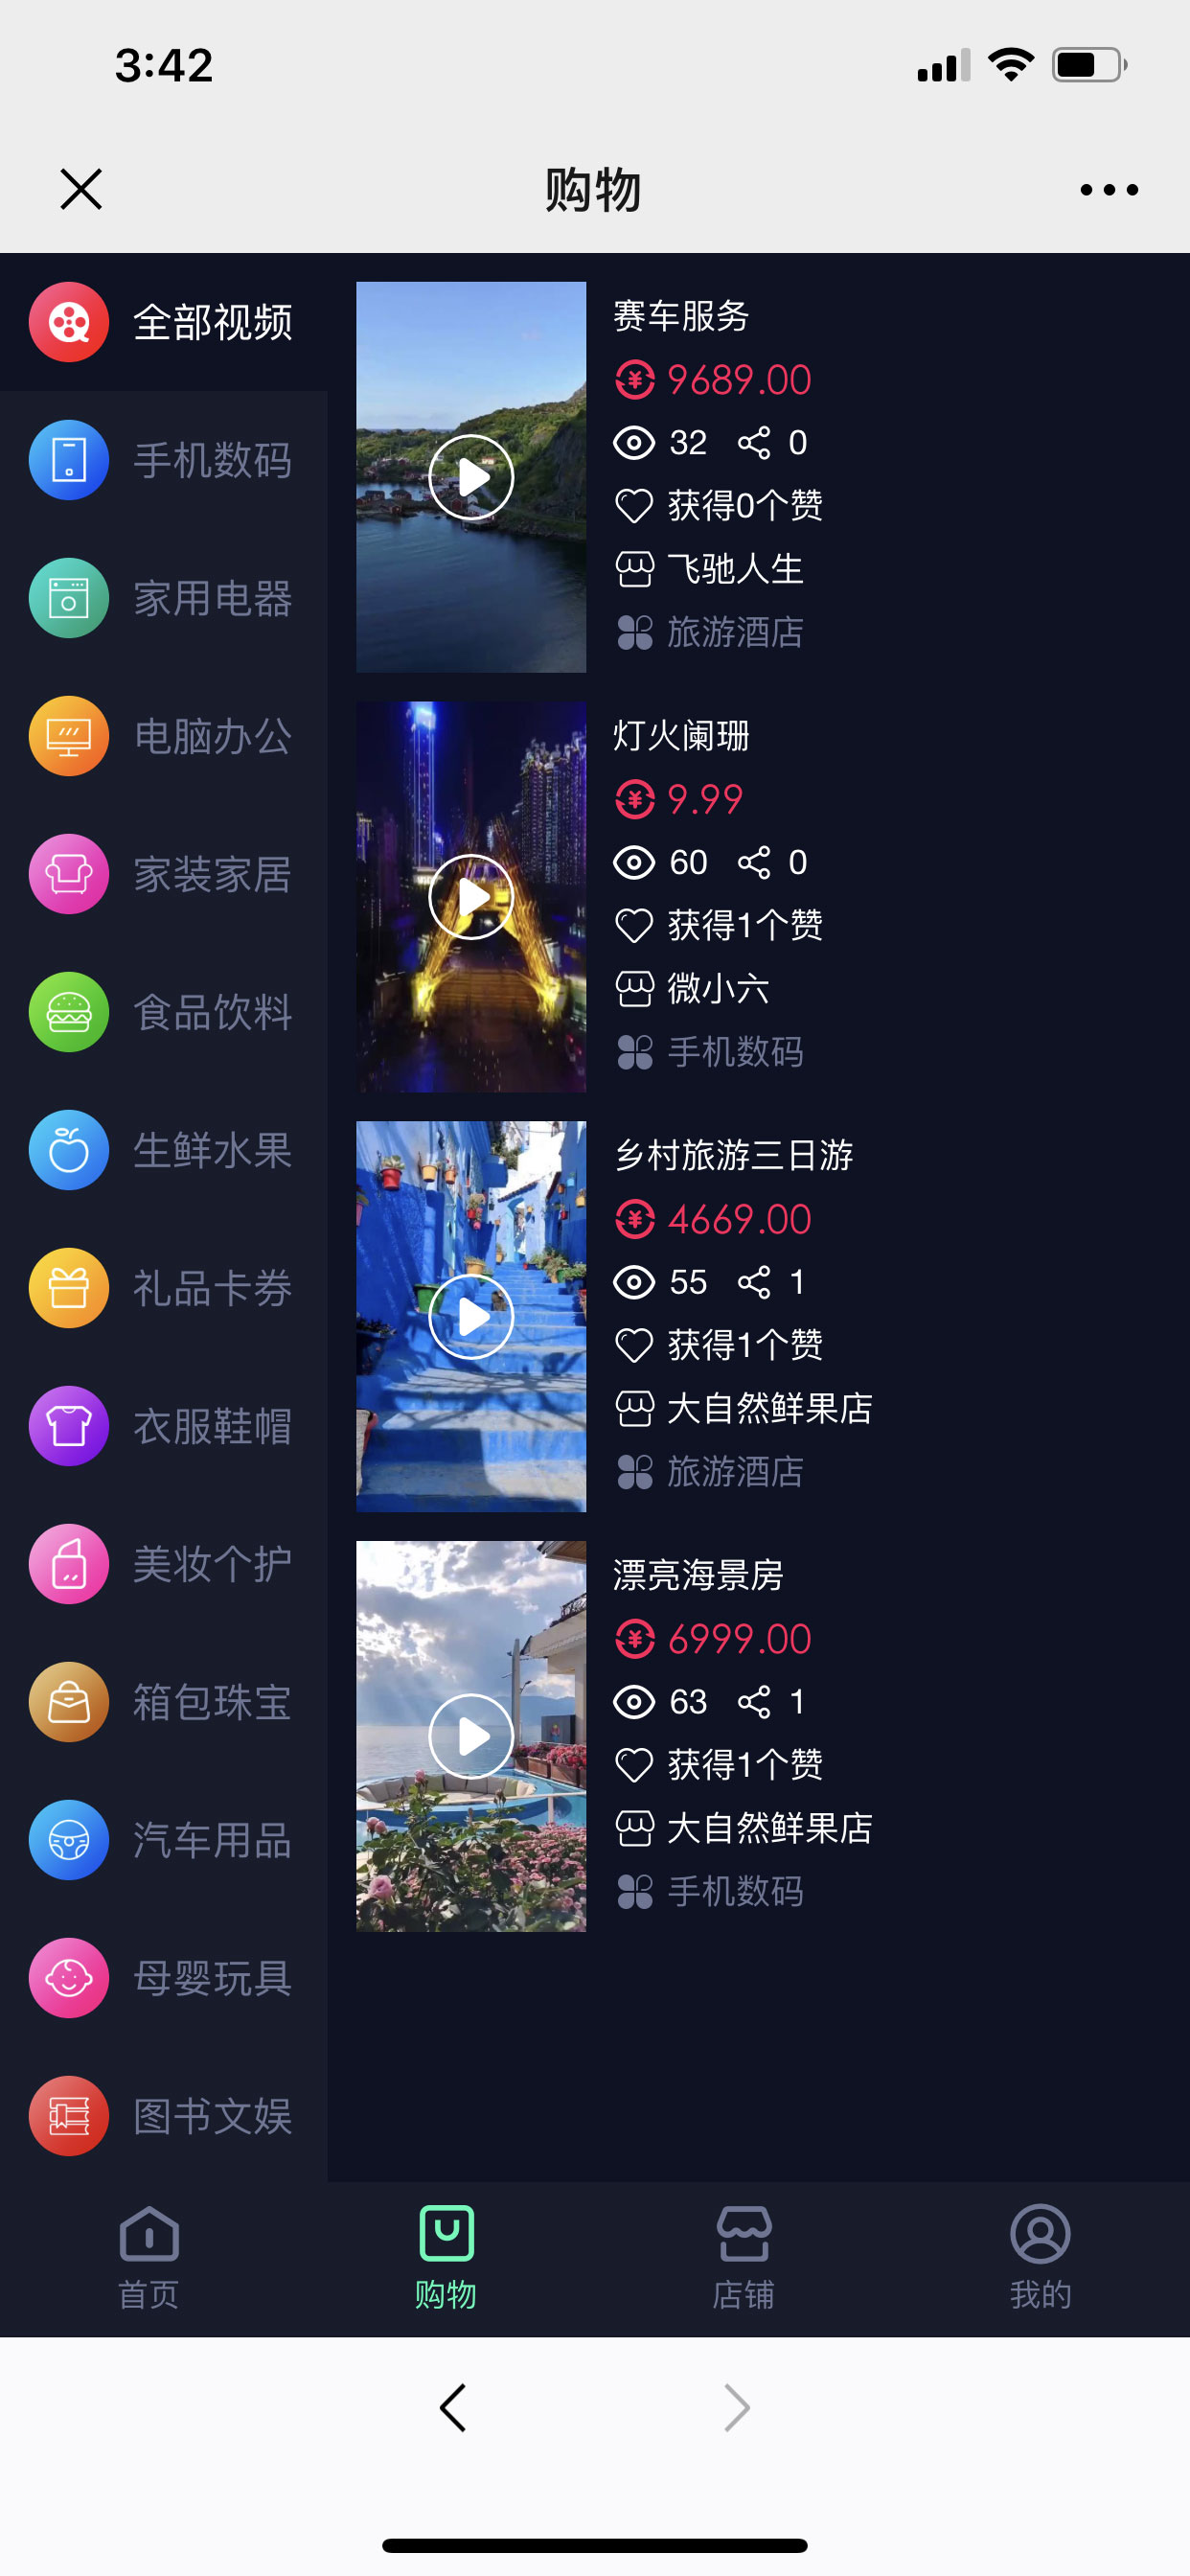 3:42
购物
全部视频
手机数码
家用电器
电脑办公
家装家居
食品饮料
生鲜水果
礼品卡券
衣服鞋帽
美妆个护
箱包珠宝
汽车用品
母婴玩具
图书文娱
赛车服务
9689.00
32 0
获得0个赞
飞驰人生
旅游酒店
灯火阑珊
9.99
60 0
获得1个赞
微小六
手机数码
乡村旅游三日游
4669.00
55 1
获得1个赞
大自然鲜果店
旅游酒店
漂亮海景房
6999.00
63 1
获得1个赞
大自然鲜果店
手机数码
首页 购物 店铺 我的